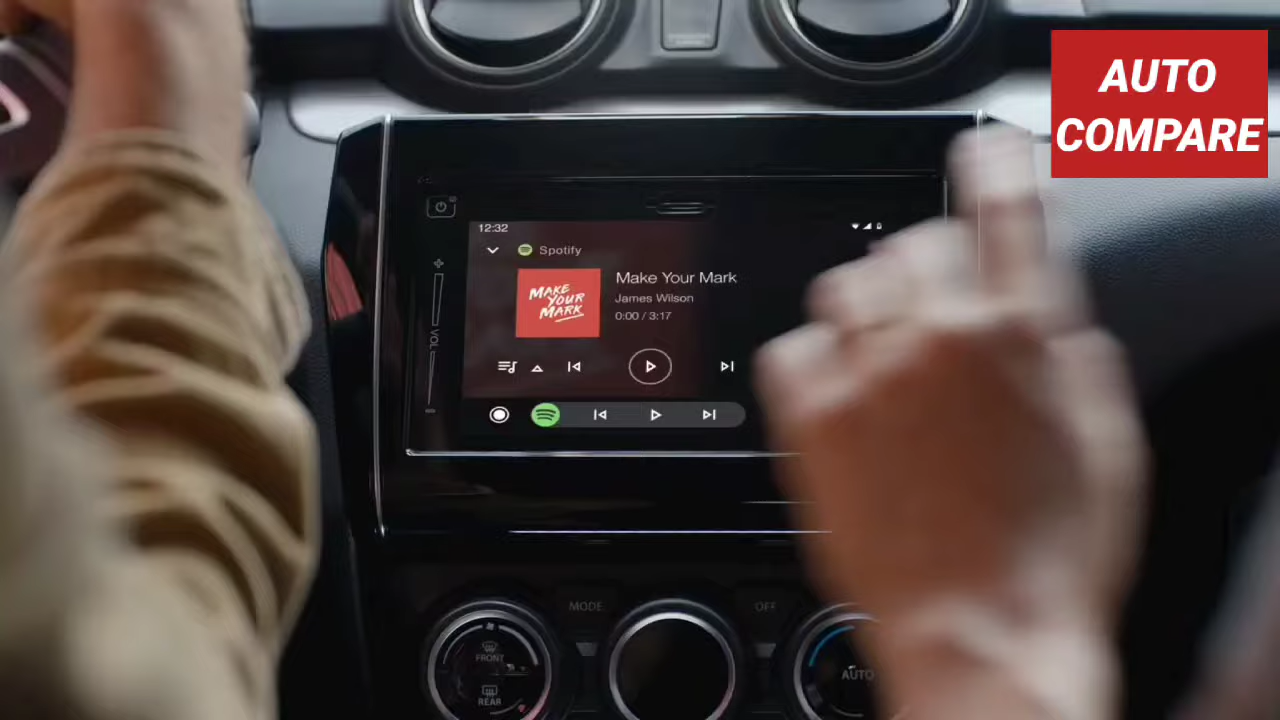 AUTO
COMPARE
12:32
Spotify
Make Your Mark
James Wilson
0:00 / 3:17
MAKE
YOUR
MARK
VOL
MODE
OFF
FRONT
REAR
AUTO